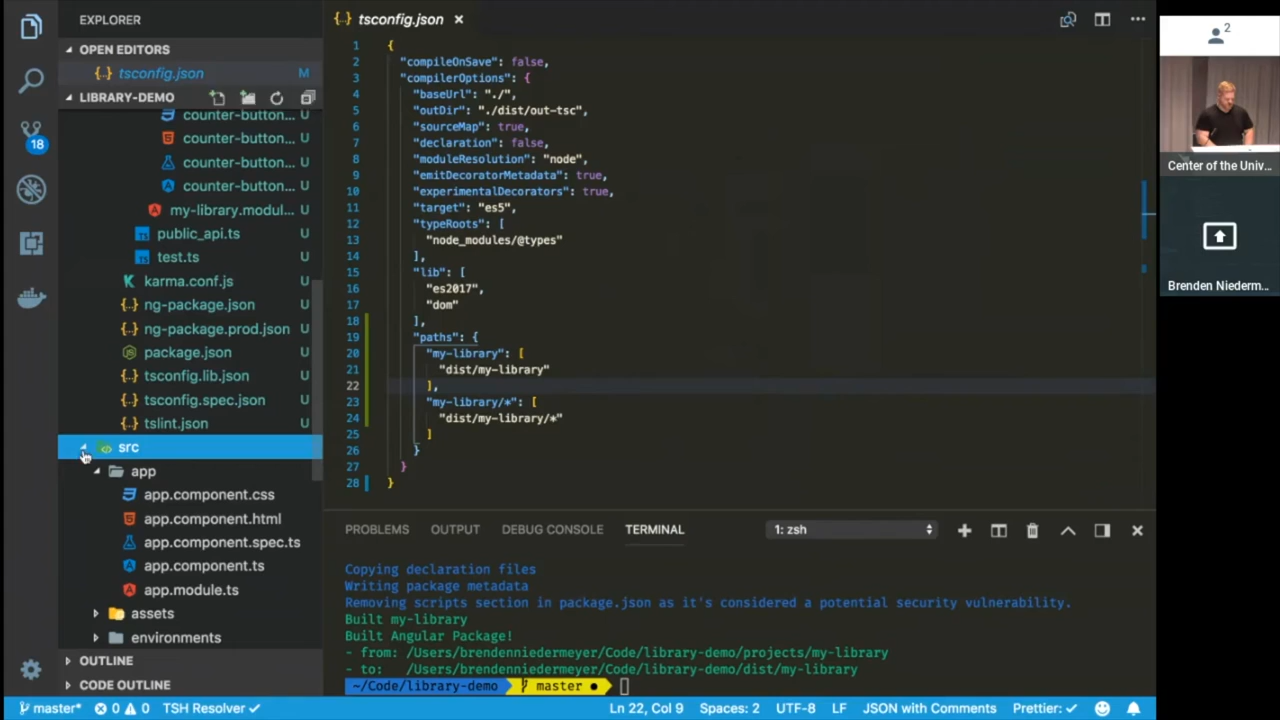 EXPLORER
OPEN EDITORS
{..} tsconfig.json M
LIBRARY-DEMO
counter-button... U
counter-button... U
counter-button... U
counter-button... U
my-library.modul... U
public_api.ts U
test.ts U
karma.conf.js U
{..} ng-package.json U
{..} ng-package.prod.json U
package.json U
{..} tsconfig.lib.json U
{..} tsconfig.spec.json U
{..} tslint.json U
src
app
app.component.css
app.component.html
app.component.spec.ts
app.component.ts
app.module.ts
assets
environments
OUTLINE
CODE OUTLINE
18
{..} tsconfig.json ×
1 {
2 "compileOnSave": false,
3 "compilerOptions": {
4 "baseUrl": "./",
5 "outDir": "./dist/out-tsc",
6 "sourceMap": true,
7 "declaration": false,
8 "moduleResolution": "node",
9 "emitDecoratorMetadata": true,
10 "experimentalDecorators": true,
11 "target": "es5",
12 "typeRoots": [
13 "node_modules/@types"
14 ],
15 "lib": [
16 "es2017",
17 "dom"
18 ],
19 "paths": {
20 "my-library": [
21 "dist/my-library"
22 ],
23 "my-library/*": [
24 "dist/my-library/*"
25 ]
26 }
27 }
28 }
PROBLEMS OUTPUT DEBUG CONSOLE TERMINAL 1: zsh
Copying declaration files
Writing package metadata
Removing scripts section in package.json as it's considered a potential security vulnerability.
Built my-library
Built Angular Package!
- from: /Users/brendenniedermeyer/Code/library-demo/projects/my-library
- to: /Users/brendenniedermeyer/Code/library-demo/dist/my-library
~/Code/library-demo master ●
master* 0 0 TSH Resolver ✓ Ln 22, Col 9 Spaces: 2 UTF-8 LF JSON with Comments Prettier: ✓
2
Center of the Univ...
Brenden Niederm...